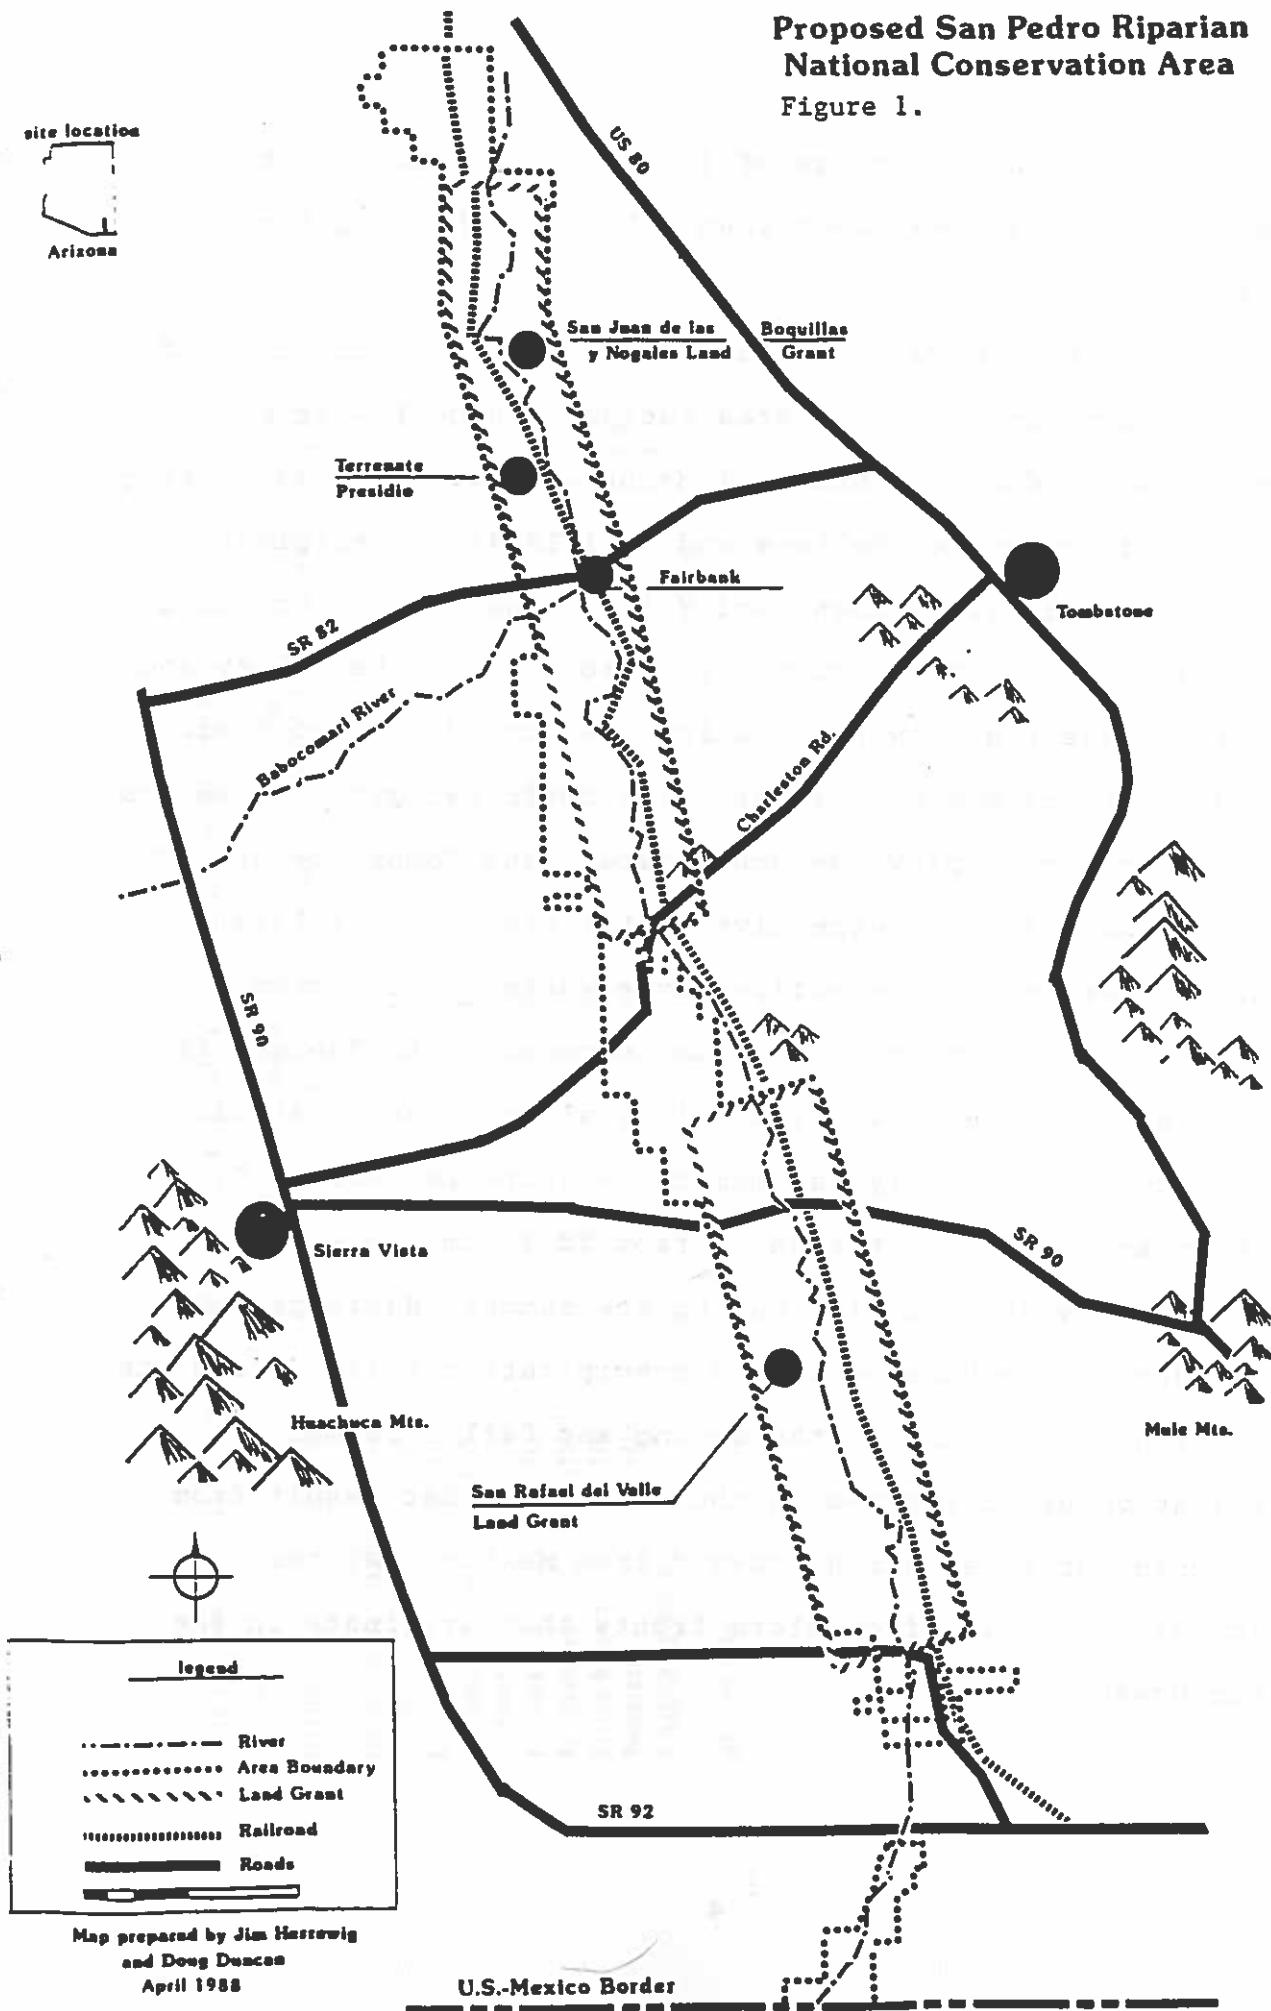 Proposed San Pedro Riparian
National Conservation Area
Figure 1.
site location
Arizona
US 80
San Juan de las Boquillas
y Nogales Land Grant
Terrenate
Presidio
Fairbank
Tombstone
SR 82
Babocomari River
Charleston Rd.
SR 90
Sierra Vista
SR 90
Huachuca Mts.
Mule Mts.
San Rafael del Valle
Land Grant
legend
River
Area Boundary
Land Grant
Railroad
Roads
SR 92
Map prepared by Jim
and Doug Duncan
April 1988
U.S.-Mexico Border